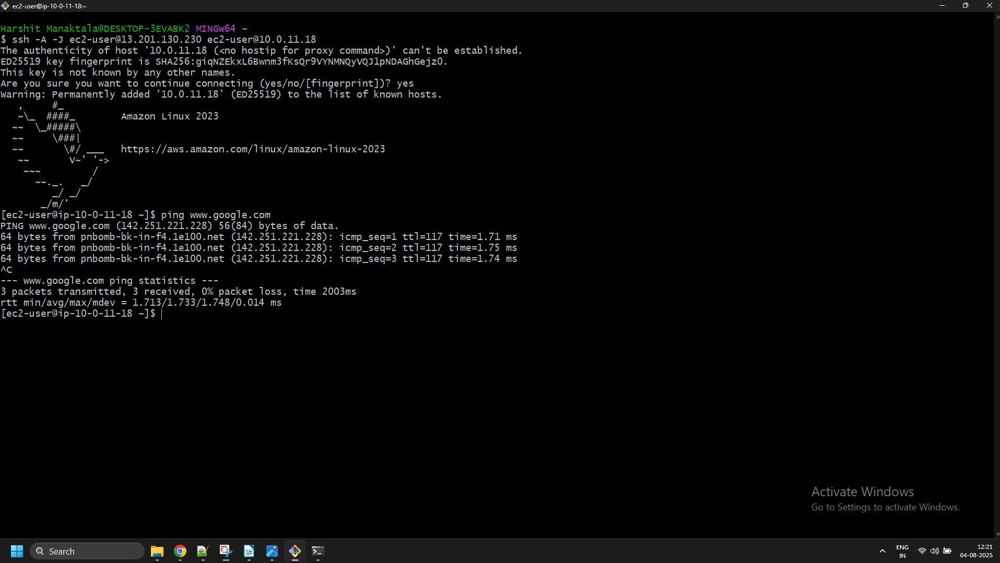 ec2-user@ip-10-0-11-18:~
Harshit Manaktala@DESKTOP-3EVABK2 MINGW64 ~
$ ssh -A -J ec2-user@13.201.130.230 ec2-user@10.0.11.18
The authenticity of host '10.0.11.18 (<no hostip for proxy command>)' can't be established.
ED25519 key fingerprint is SHA256:giqNZEkxL6Bwnm3fKsQr9VYNMNQyVQJ1pNDAGhGejz0.
This key is not known by any other names.
Are you sure you want to continue connecting (yes/no/[fingerprint])? yes
Warning: Permanently added '10.0.11.18' (ED25519) to the list of known hosts.
   ,     #_
   ~\_  ####_        Amazon Linux 2023
  ~~  \_#####\
  ~~     \###|
  ~~       \#/ ___   https://aws.amazon.com/linux/amazon-linux-2023
   ~~       V~' '->
    ~~~         /
      ~~._.   _/
         _/ _/
       _/m/'
[ec2-user@ip-10-0-11-18 ~]$ ping www.google.com
PING www.google.com (142.251.221.228) 56(84) bytes of data.
64 bytes from pnbomb-bk-in-f4.1e100.net (142.251.221.228): icmp_seq=1 ttl=117 time=1.71 ms
64 bytes from pnbomb-bk-in-f4.1e100.net (142.251.221.228): icmp_seq=2 ttl=117 time=1.75 ms
64 bytes from pnbomb-bk-in-f4.1e100.net (142.251.221.228): icmp_seq=3 ttl=117 time=1.74 ms
^C
--- www.google.com ping statistics ---
3 packets transmitted, 3 received, 0% packet loss, time 2003ms
rtt min/avg/max/mdev = 1.713/1.733/1.748/0.014 ms
[ec2-user@ip-10-0-11-18 ~]$
Activate Windows
Go to Settings to activate Windows.
Search
ENG
IN
12:21
04-08-2025